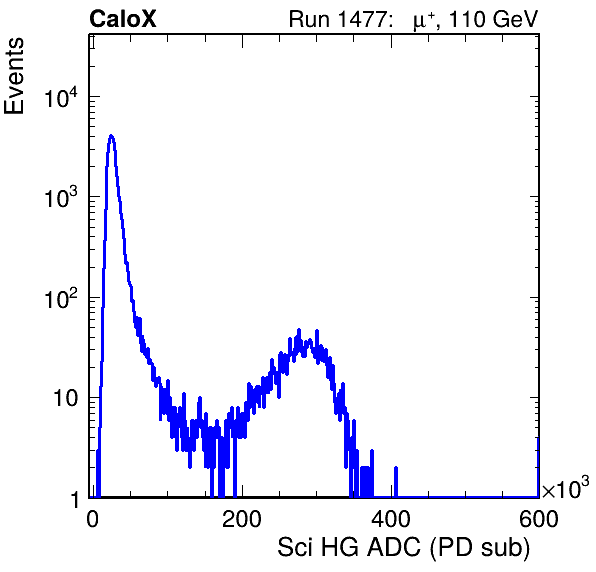 CaloX Run 1477: μ⁺, 110 GeV
Events
10⁴
10³
10²
10
1
0 200 400 600
×10³
Sci HG ADC (PD sub)